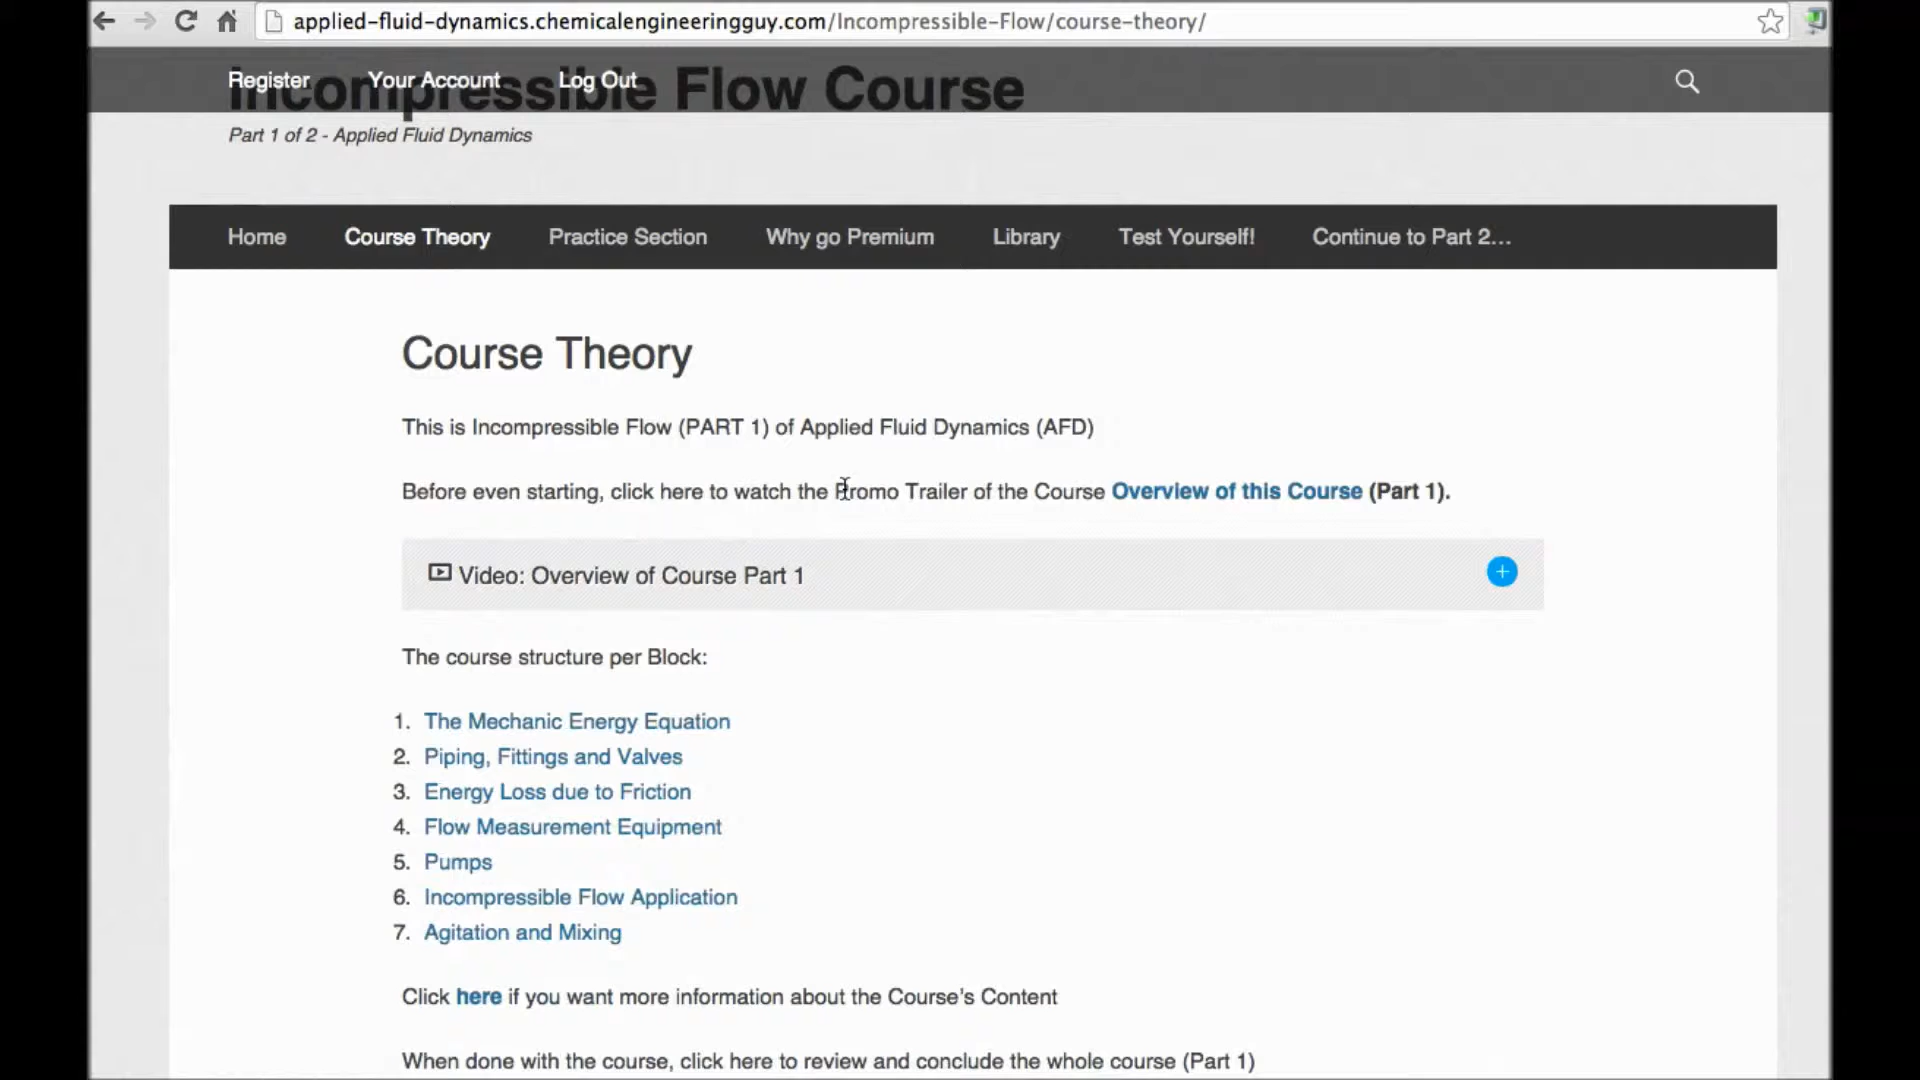 applied-fluid-dynamics.chemicalengineeringguy.com/Incompressible-Flow/course-theory/
Register Your Account Log Out
Incompressible Flow Course
Part 1 of 2 - Applied Fluid Dynamics
Home Course Theory Practice Section Why go Premium Library Test Yourself! Continue to Part 2...
Course Theory
This is Incompressible Flow (PART 1) of Applied Fluid Dynamics (AFD)
Before even starting, click here to watch the Promo Trailer of the Course Overview of this Course (Part 1).
Video: Overview of Course Part 1
The course structure per Block:
1. The Mechanic Energy Equation
2. Piping, Fittings and Valves
3. Energy Loss due to Friction
4. Flow Measurement Equipment
5. Pumps
6. Incompressible Flow Application
7. Agitation and Mixing
Click here if you want more information about the Course's Content
When done with the course, click here to review and conclude the whole course (Part 1)